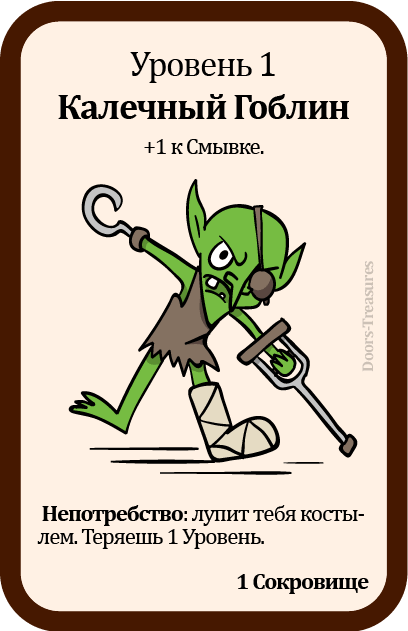 Уровень 1
Калечный Гоблин
+1 к Смывке.
Doors-Treasures
Непотребство: лупит тебя косты-
лем. Теряешь 1 Уровень.
1 Сокровище